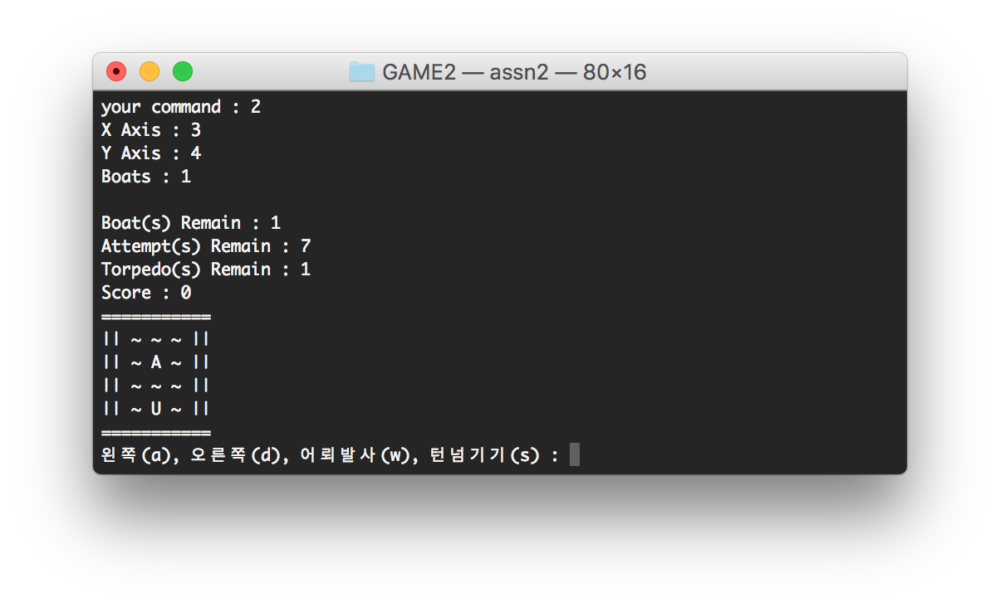 GAME2 — assn2 — 80×16
your command : 2
X Axis : 3
Y Axis : 4
Boats : 1
Boat(s) Remain : 1
Attempt(s) Remain : 7
Torpedo(s) Remain : 1
Score : 0
===========
|| ~ ~ ~ ||
|| ~ A ~ ||
|| ~ ~ ~ ||
|| ~ U ~ ||
===========
왼쪽(a), 오른쪽(d), 어뢰발사(w), 턴넘기기(s) :